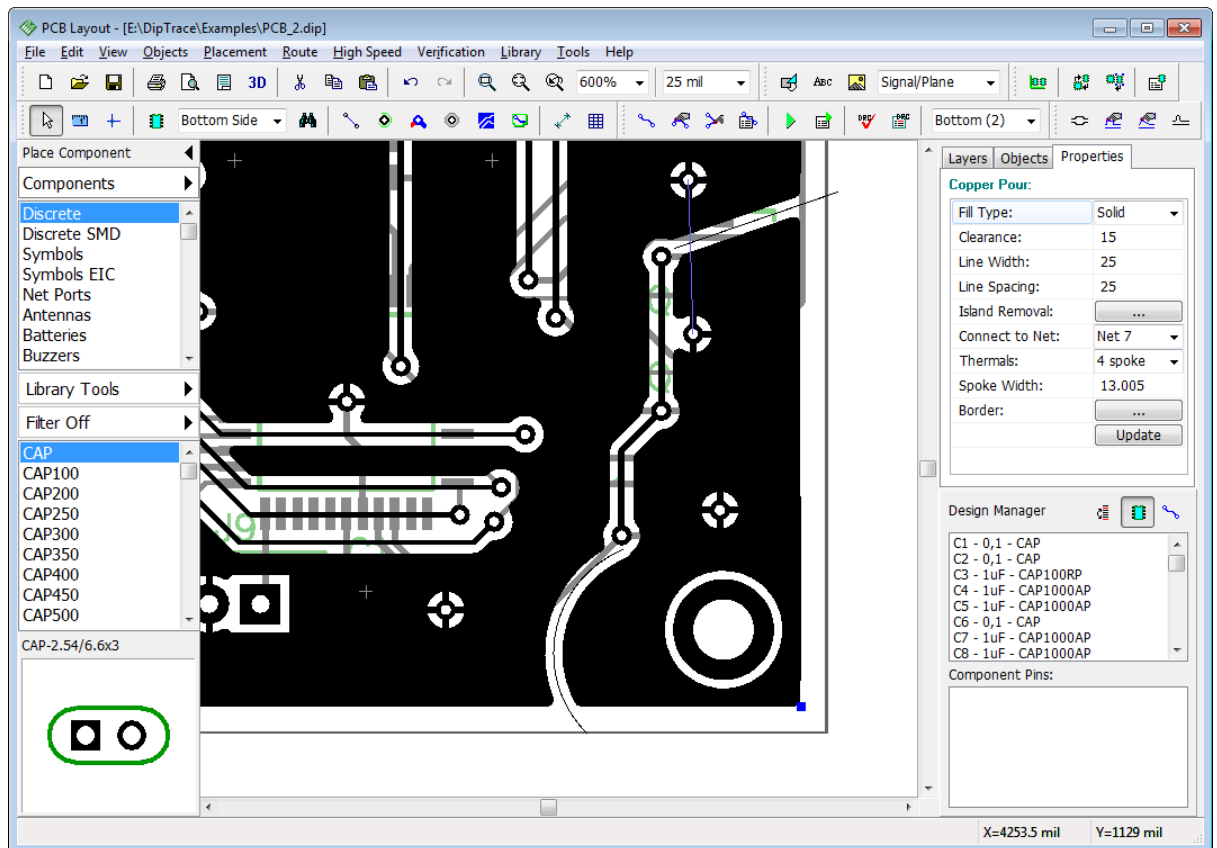 PCB Layout - [E:\DipTrace\Examples\PCB_2.dip]
File Edit View Objects Placement Route High Speed Verification Library Tools Help
3D 600% 25 mil ABC Signal/Plane
Bottom Side DRC DRC Bottom (2)
Place Component
Components
Discrete
Discrete SMD
Symbols
Symbols EIC
Net Ports
Antennas
Batteries
Buzzers
Library Tools
Filter Off
CAP
CAP100
CAP200
CAP250
CAP300
CAP350
CAP400
CAP450
CAP500
CAP-2.54/6.6x3
U9
Layers Objects Properties
Copper Pour:
Fill Type: Solid
Clearance: 15
Line Width: 25
Line Spacing: 25
Island Removal: ...
Connect to Net: Net 7
Thermals: 4 spoke
Spoke Width: 13.005
Border: ...
Update
Design Manager
C1 - 0,1 - CAP
C2 - 0,1 - CAP
C3 - 1uF - CAP100RP
C4 - 1uF - CAP1000AP
C5 - 1uF - CAP1000AP
C6 - 0,1 - CAP
C7 - 1uF - CAP1000AP
C8 - 1uF - CAP1000AP
Component Pins:
X=4253.5 mil Y=1129 mil